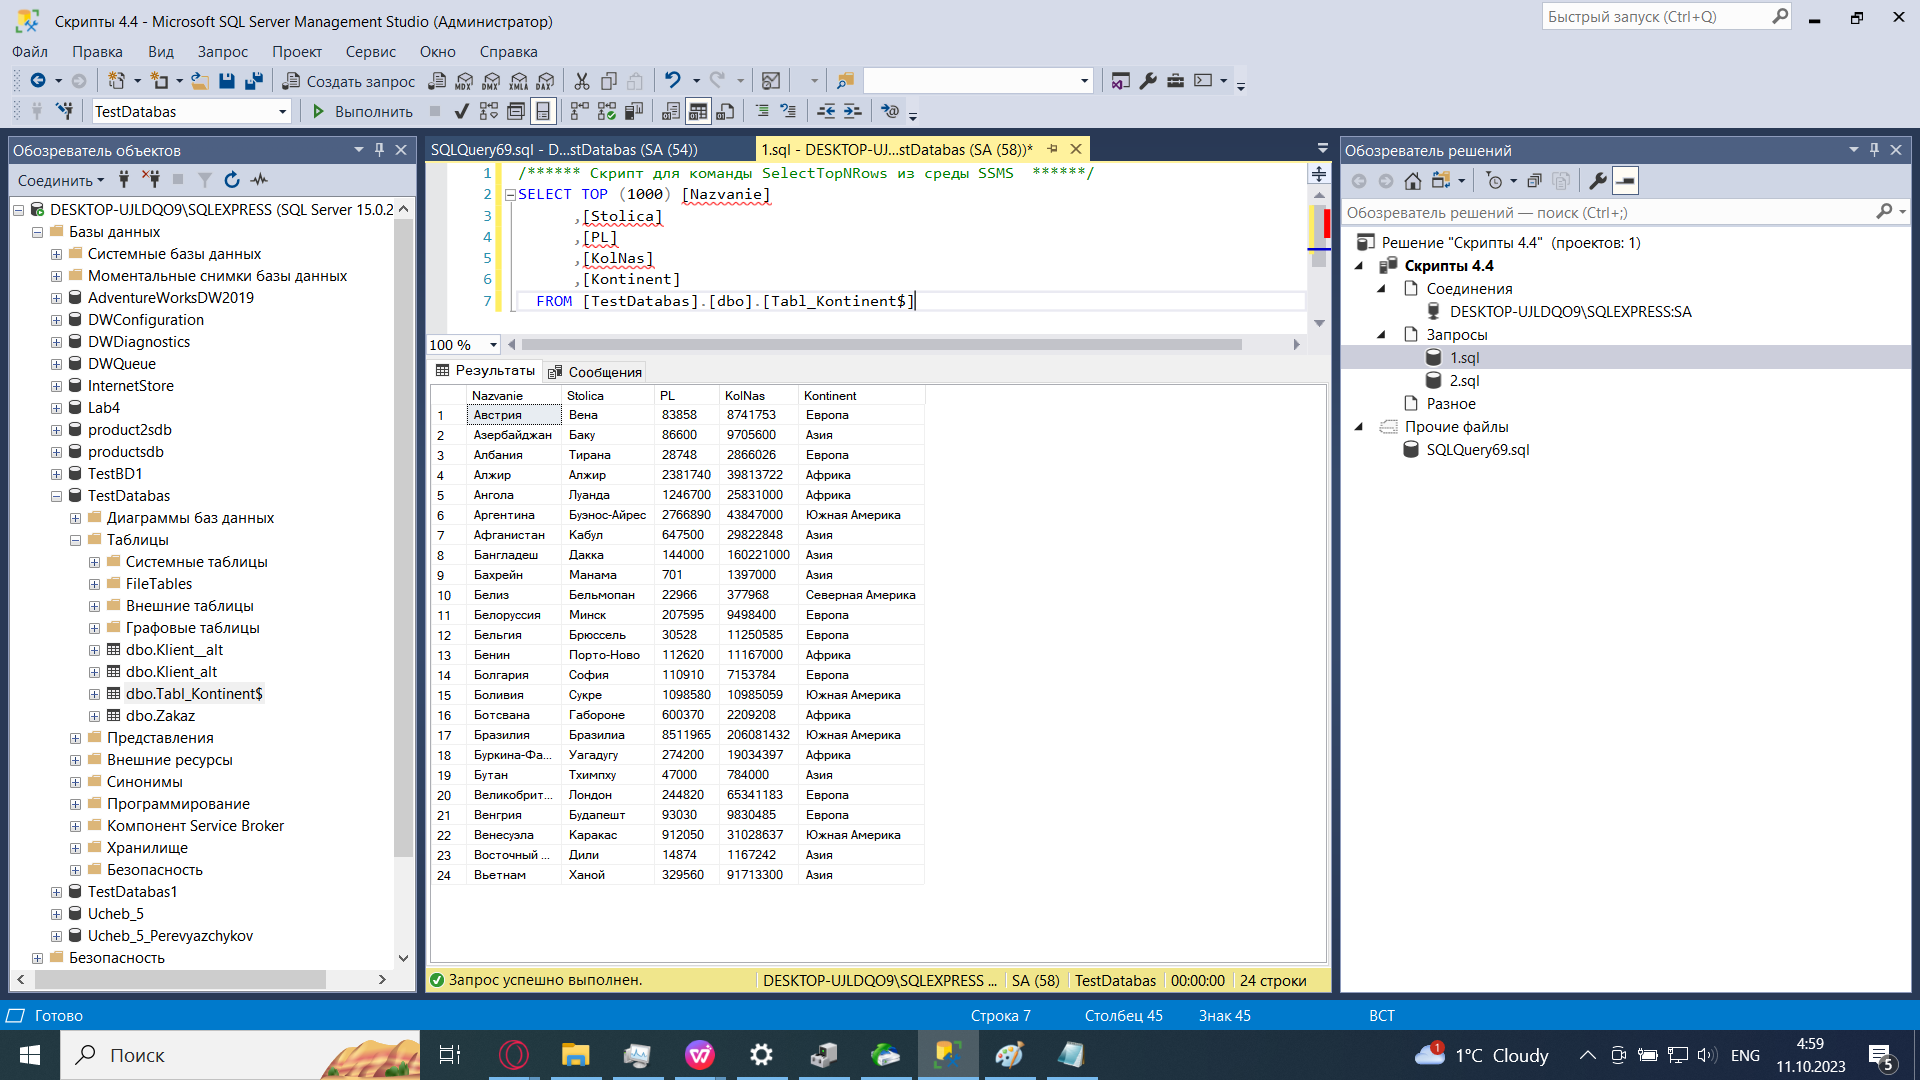 Скрипты 4.4 - Microsoft SQL Server Management Studio (Администратор)
Быстрый запуск (Ctrl+Q)
Файл Правка Вид Запрос Проект Сервис Окно Справка
Создать запрос
MDX DMX XMLA DAX
TestDatabas
Выполнить
Обозреватель объектов
Соединить
DESKTOP-UJLDQO9\SQLEXPRESS (SQL Server 15.0.2
Базы данных
Системные базы данных
Моментальные снимки базы данных
AdventureWorksDW2019
DWConfiguration
DWDiagnostics
DWQueue
InternetStore
Lab4
product2sdb
productsdb
TestBD1
TestDatabas
Диаграммы баз данных
Таблицы
Системные таблицы
FileTables
Внешние таблицы
Графовые таблицы
dbo.Klient__alt
dbo.Klient_alt
dbo.Tabl_Kontinent$
dbo.Zakaz
Представления
Внешние ресурсы
Синонимы
Программирование
Компонент Service Broker
Хранилище
Безопасность
TestDatabas1
Ucheb_5
Ucheb_5_Perevyazchykov
Безопасность
SQLQuery69.sql - D...stDatabas (SA (54))
1.sql - DESKTOP-UJ...stDatabas (SA (58))*
1 /****** Скрипт для команды SelectTopNRows из среды SSMS ******/
2 SELECT TOP (1000) [Nazvanie]
3 ,[Stolica]
4 ,[PL]
5 ,[KolNas]
6 ,[Kontinent]
7 FROM [TestDatabas].[dbo].[Tabl_Kontinent$]
100 %
Результаты Сообщения
Nazvanie Stolica PL KolNas Kontinent
1 Австрия Вена 83858 8741753 Европа
2 Азербайджан Баку 86600 9705600 Азия
3 Албания Тирана 28748 2866026 Европа
4 Алжир Алжир 2381740 39813722 Африка
5 Ангола Луанда 1246700 25831000 Африка
6 Аргентина Буэнос-Айрес 2766890 43847000 Южная Америка
7 Афганистан Кабул 647500 29822848 Азия
8 Бангладеш Дакка 144000 160221000 Азия
9 Бахрейн Манама 701 1397000 Азия
10 Белиз Бельмопан 22966 377968 Северная Америка
11 Белоруссия Минск 207595 9498400 Европа
12 Бельгия Брюссель 30528 11250585 Европа
13 Бенин Порто-Ново 112620 11167000 Африка
14 Болгария София 110910 7153784 Европа
15 Боливия Сукре 1098580 10985059 Южная Америка
16 Ботсвана Габороне 600370 2209208 Африка
17 Бразилия Бразилиа 8511965 206081432 Южная Америка
18 Буркина-Фа... Уагадугу 274200 19034397 Африка
19 Бутан Тхимпху 47000 784000 Азия
20 Великобрит... Лондон 244820 65341183 Европа
21 Венгрия Будапешт 93030 9830485 Европа
22 Венесуэла Каракас 912050 31028637 Южная Америка
23 Восточный ... Дили 14874 1167242 Азия
24 Вьетнам Ханой 329560 91713300 Азия
Запрос успешно выполнен. DESKTOP-UJLDQO9\SQLEXPRESS ... SA (58) TestDatabas 00:00:00 24 строки
Обозреватель решений
Обозреватель решений — поиск (Ctrl+;)
Решение "Скрипты 4.4" (проектов: 1)
Скрипты 4.4
Соединения
DESKTOP-UJLDQO9\SQLEXPRESS:SA
Запросы
1.sql
2.sql
Разное
Прочие файлы
SQLQuery69.sql
Готово Строка 7 Столбец 45 Знак 45 ВСТ
Поиск
1
1°C Cloudy
ENG
4:59
11.10.2023
5